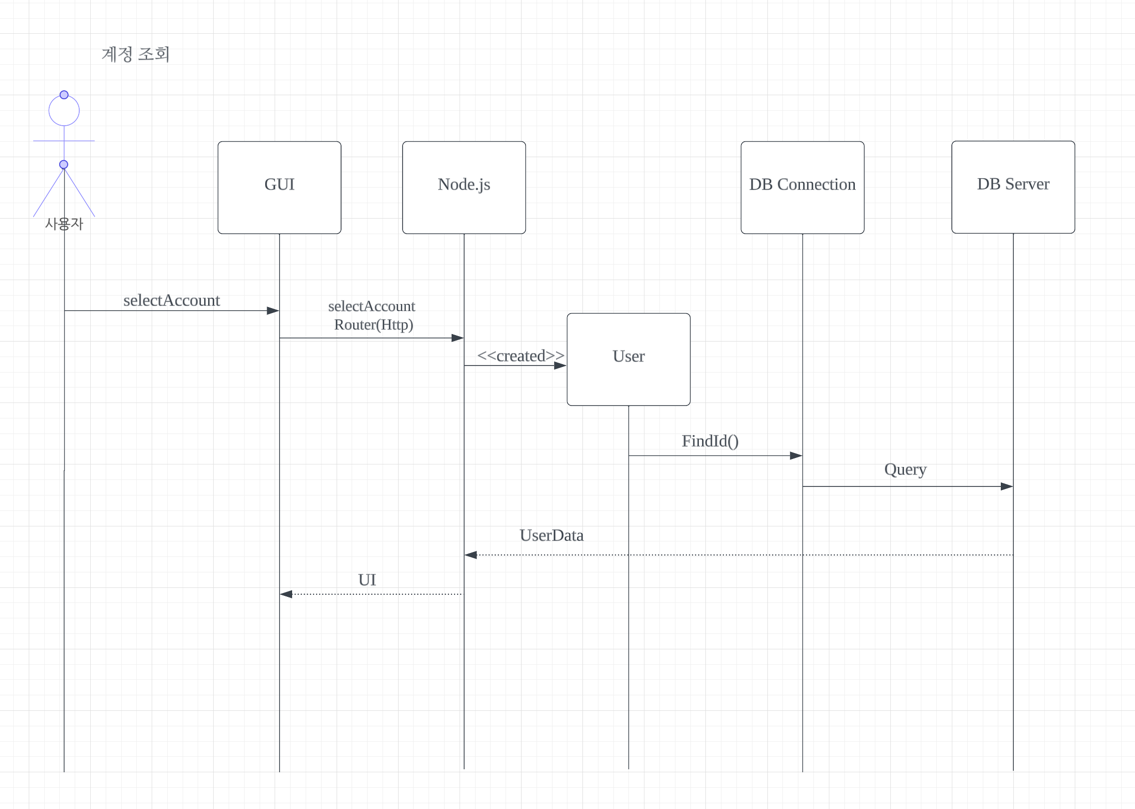 계정 조회
사용자
GUI
Node.js
DB Connection
DB Server
selectAccount
selectAccount
Router(Http)
<<created>>
User
FindId()
Query
UserData
UI